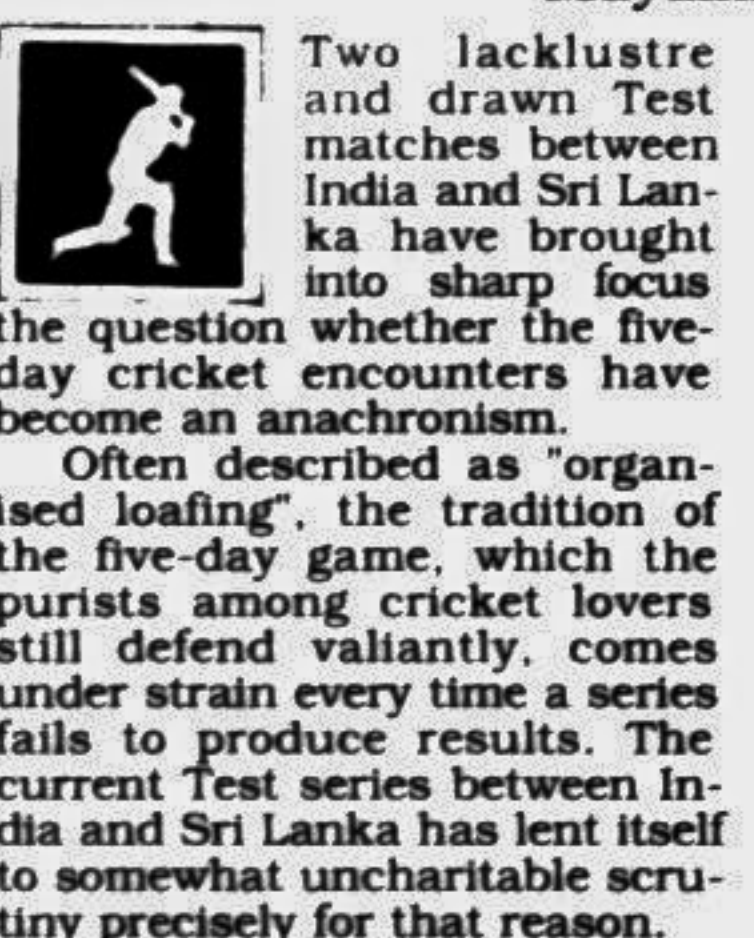 Two lacklustre
and drawn Test
matches between
India and Sri Lan-
ka have brought
into sharp focus
the question whether the five-
day cricket encounters have
become an anachronism.
Often described as "organ-
ised loafing", the tradition of
the five-day game, which the
purists among cricket lovers
still defend valiantly, comes
under strain every time a series
fails to produce results. The
current Test series between In-
dia and Sri Lanka has lent itself
to somewhat uncharitable scru-
tiny precisely for that reason.